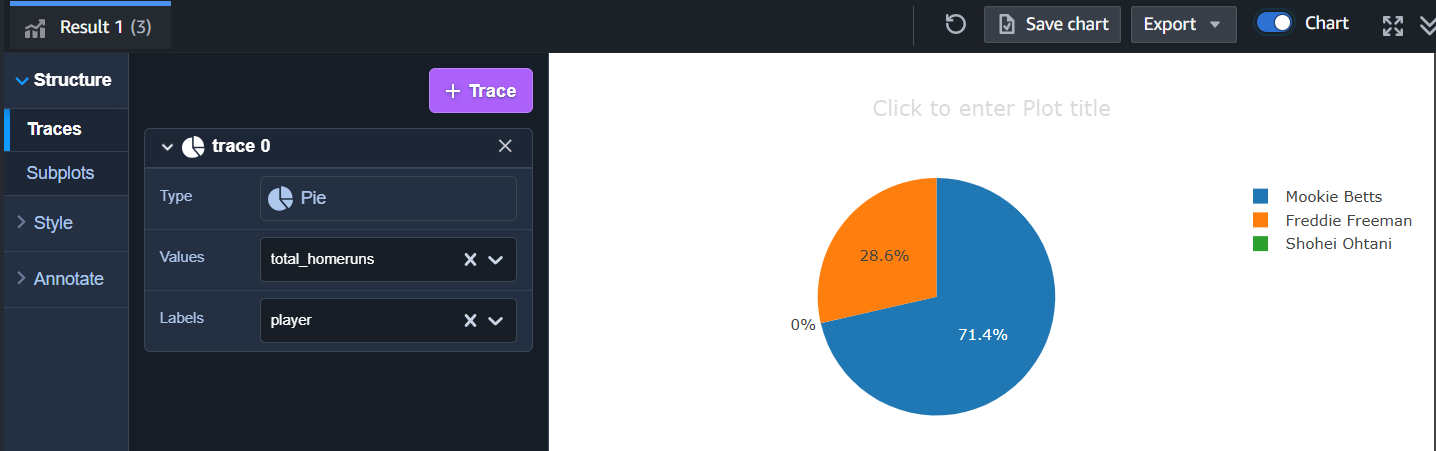 Result 1 (3)
Save chart
Export
Chart
Structure
Traces
Subplots
Style
Annotate
+ Trace
trace 0
Type
Pie
Values
total_homeruns
Labels
player
Click to enter Plot title
28.6%
0%
71.4%
Mookie Betts
Freddie Freeman
Shohei Ohtani